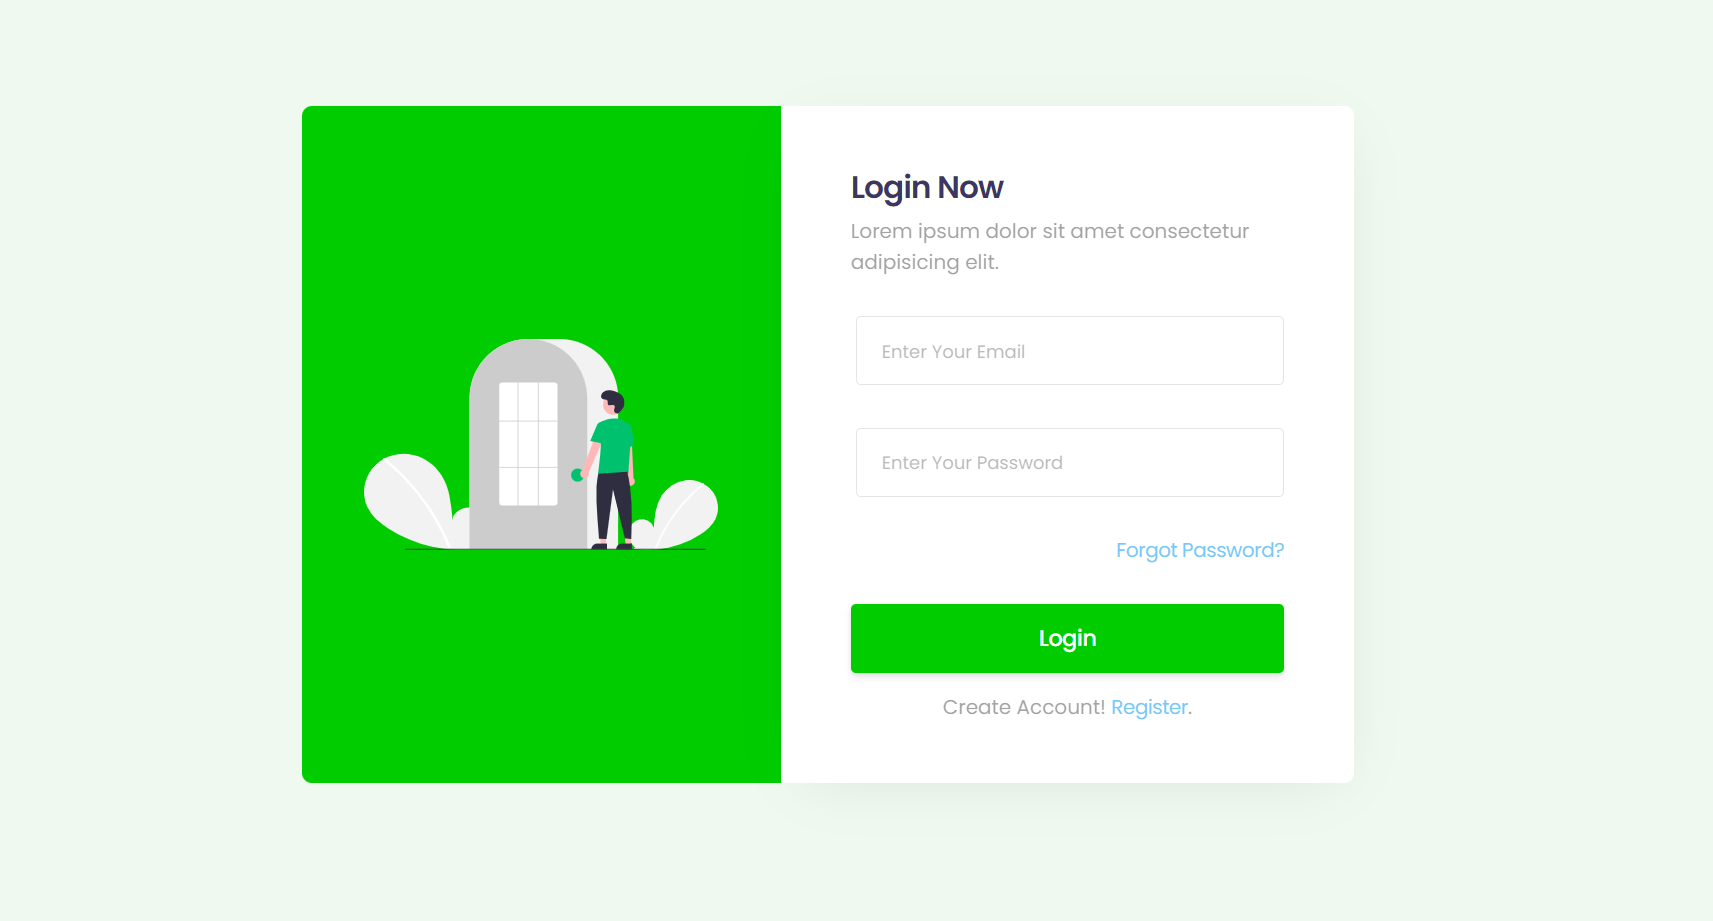 Login Now
Lorem ipsum dolor sit amet consectetur
adipisicing elit.
Enter Your Email
Enter Your Password
Forgot Password?
Login
Create Account! Register.